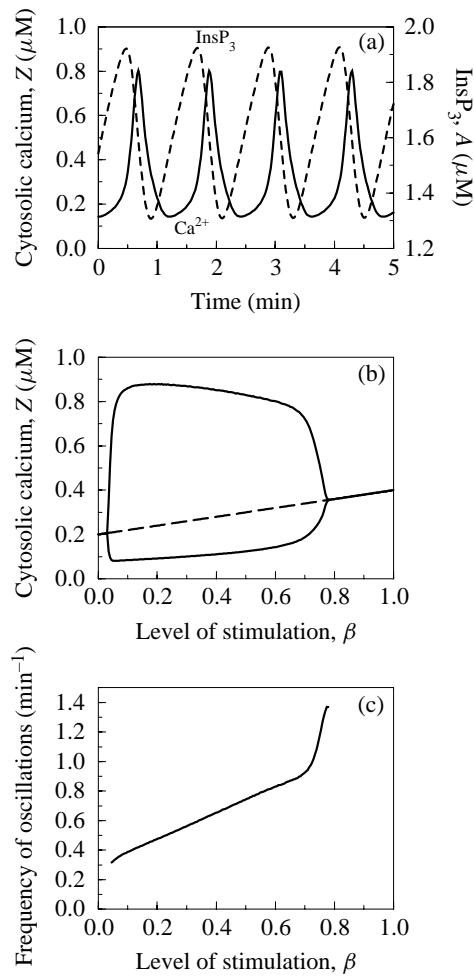 (a)
InsP3
Ca2+
Cytosolic calcium, Z (μM)
1.0
0.8
0.6
0.4
0.2
0.0
InsP3, A (μM)
2.0
1.8
1.6
1.4
1.2
0 1 2 3 4 5
Time (min)
(b)
Cytosolic calcium, Z (μM)
1.0
0.8
0.6
0.4
0.2
0.0
0.0 0.2 0.4 0.6 0.8 1.0
Level of stimulation, β
(c)
Frequency of oscillations (min−1)
1.4
1.2
1.0
0.8
0.6
0.4
0.2
0.0
0.0 0.2 0.4 0.6 0.8 1.0
Level of stimulation, β